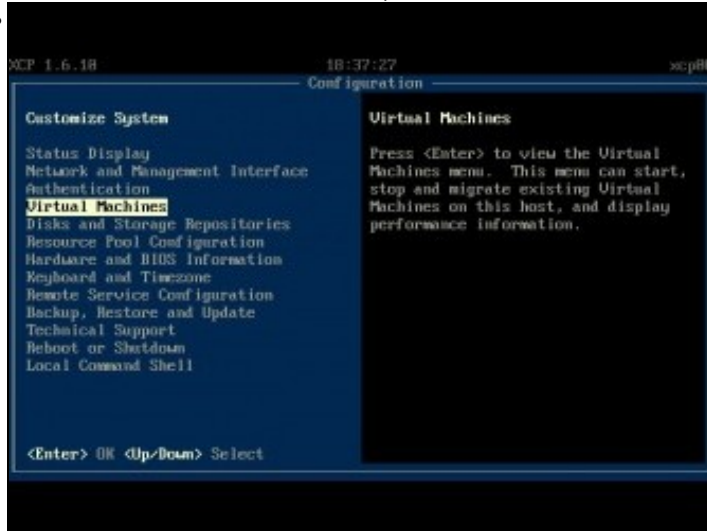 XCP 1.6.10 18:37:27
Configuration
Customize System
Status Display
Network and Management Interface
Authentication
Virtual Machines
Disks and Storage Repositories
Resource Pool Configuration
Hardware and BIOS Information
Keyboard and Timezone
Remote Service Configuration
Backup, Restore and Update
Technical Support
Reboot or Shutdown
Local Command Shell
<Enter> OK <Up/Down> Select
Virtual Machines
Press <Enter> to view the Virtual
Machines menu. This menu can start,
stop and migrate existing Virtual
Machines on this host, and display
performance information.